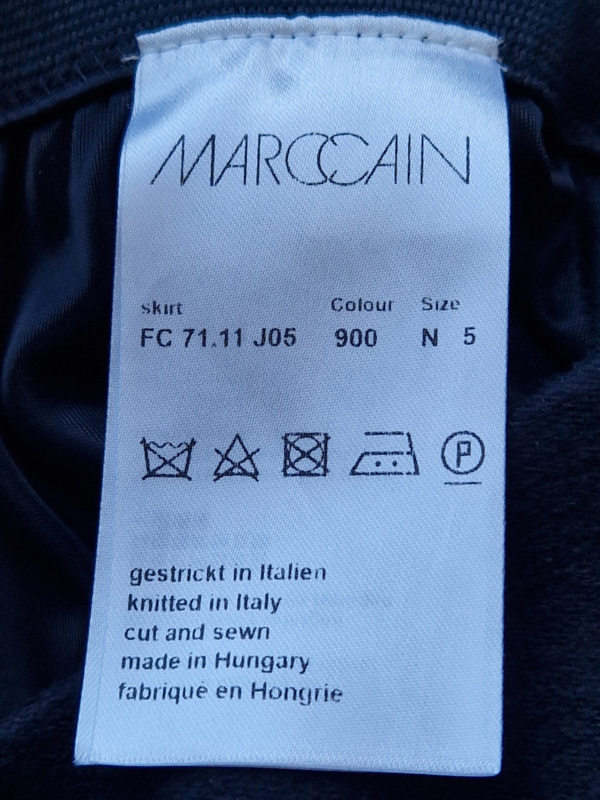 MARCCAIN
skirt Colour Size
FC 71.11 J05 900 N 5
P
gestrickt in Italien
knitted in Italy
cut and sewn
made in Hungary
fabriqué en Hongrie